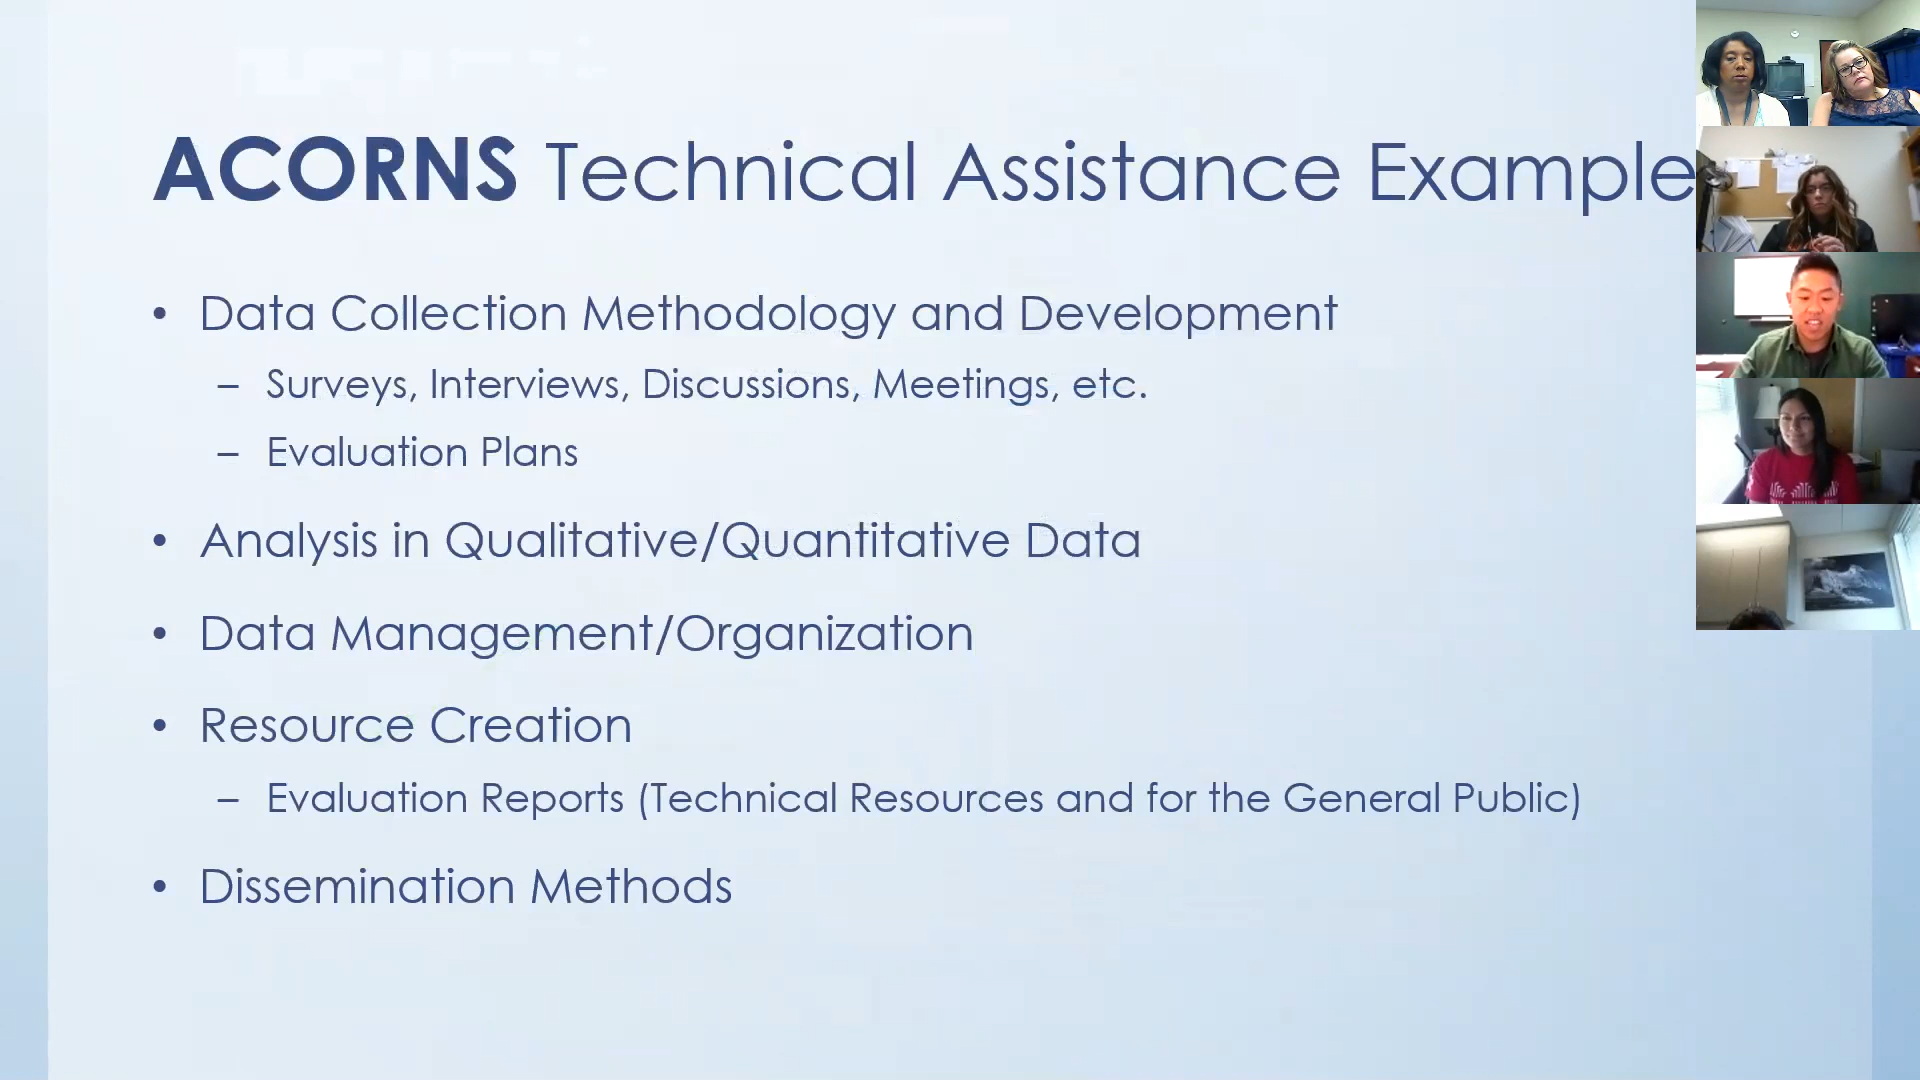 ACORNS Technical Assistance Example
• Data Collection Methodology and Development
– Surveys, Interviews, Discussions, Meetings, etc.
– Evaluation Plans
• Analysis in Qualitative/Quantitative Data
• Data Management/Organization
• Resource Creation
– Evaluation Reports (Technical Resources and for the General Public)
• Dissemination Methods